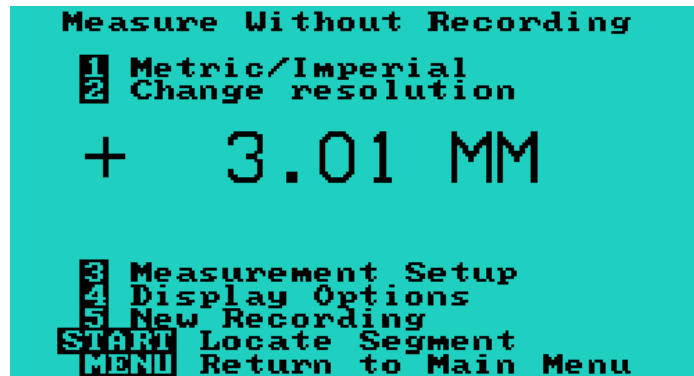 Measure Without Recording
1 Metric/Imperial
2 Change resolution
+ 3.01 MM
3 Measurement Setup
4 Display Options
5 New Recording
START Locate Segment
MENU Return to Main Menu